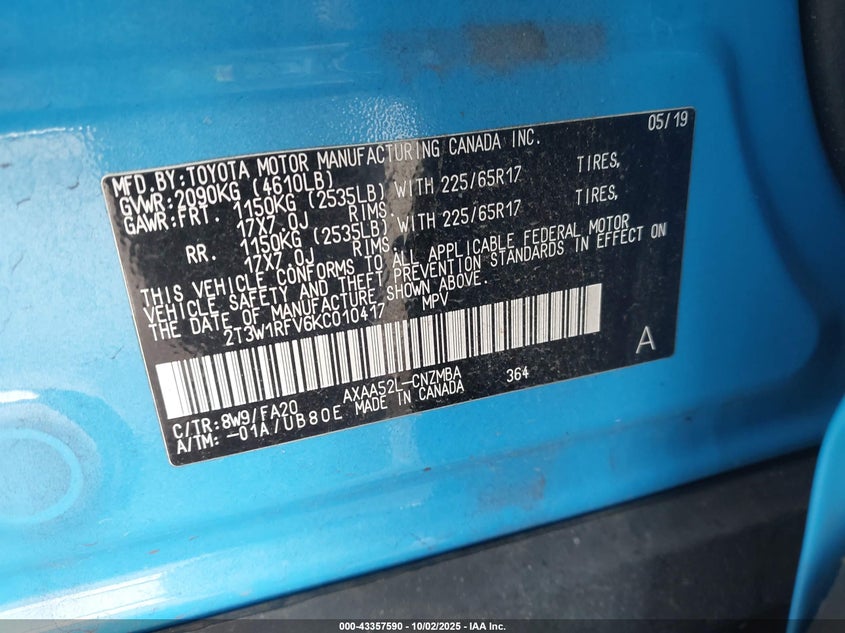 05/19
MFD.BY:TOYOTA MOTOR MANUFACTURING CANADA INC.
GVWR:2090KG (4610LB)
GAWR:FRT. 1150KG (2535LB) WITH 225/65R17 TIRES,
17X7.0J RIMS.
RR. 1150KG (2535LB) WITH 225/65R17 TIRES,
17X7.0J RIMS.
THIS VEHICLE CONFORMS TO ALL APPLICABLE FEDERAL MOTOR
VEHICLE SAFETY AND THEFT PREVENTION STANDARDS IN EFFECT ON
THE DATE OF MANUFACTURE SHOWN ABOVE.
2T3W1RFV6KC010417 MPV
A
C/TR:8W9/FA20 AXAA52L-CNZMBA 364
A/TM: -01A/UB80E MADE IN CANADA
000-43357590 | 10/02/2025 | IAA Inc.